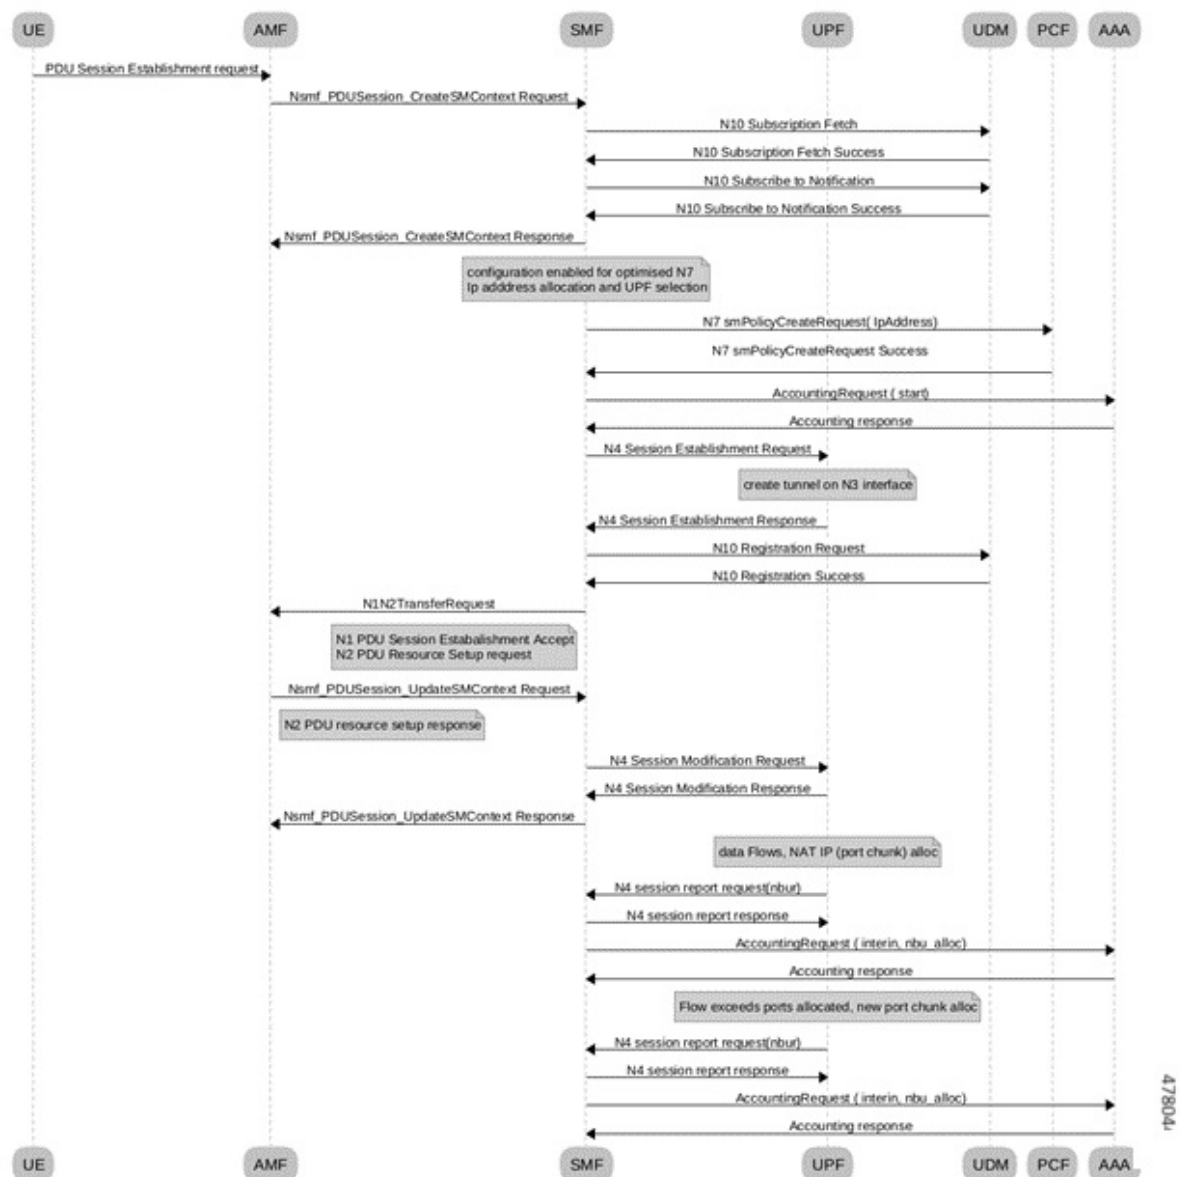 UE AMF SMF UPF UDM PCF AAA
PDU Session Establishment request
Nsmf_PDUSession_CreateSMContext Request
N10 Subscription Fetch
N10 Subscription Fetch Success
N10 Subscribe to Notification
N10 Subscribe to Notification Success
Nsmf_PDUSession_CreateSMContext Response
configuration enabled for optimised N7
Ip adddress allocation and UPF selection
N7 smPolicyCreateRequest( IpAddress)
N7 smPolicyCreateRequest Success
AccountingRequest ( start)
Accounting response
N4 Session Establishment Request
create tunnel on N3 interface
N4 Session Establishment Response
N10 Registration Request
N10 Registration Success
N1N2TransferRequest
N1 PDU Session Estabalishment Accept
N2 PDU Resource Setup request
Nsmf_PDUSession_UpdateSMContext Request
N2 PDU resource setup response
N4 Session Modification Request
N4 Session Modification Response
Nsmf_PDUSession_UpdateSMContext Response
data Flows, NAT IP (port chunk) alloc
N4 session report request(nbur)
N4 session report response
AccountingRequest ( interin, nbu_alloc)
Accounting response
Flow exceeds ports allocated, new port chunk alloc
N4 session report request(nbur)
N4 session report response
AccountingRequest ( interin, nbu_alloc)
Accounting response
UE AMF SMF UPF UDM PCF AAA